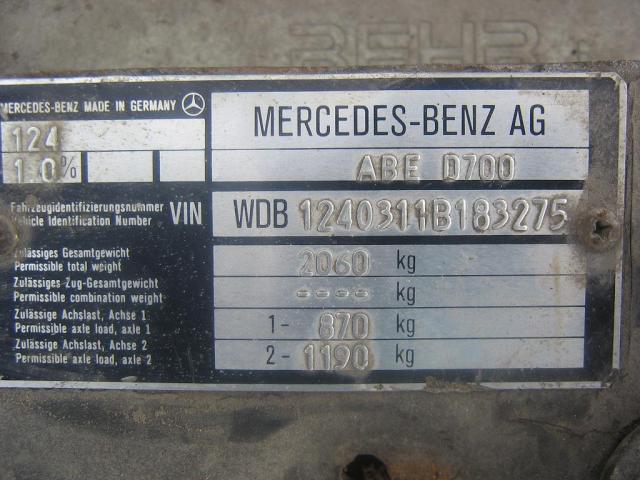 BEHR
MERCEDES-BENZ MADE IN GERMANY
MERCEDES-BENZ AG
124
1.0%
ABE D700
Fahrzeugidentifizierungsnummer
Vehicle Identification Number
VIN
WDB 1240311B183275
Zulässiges Gesamtgewicht
Permissible total weight
2060 kg
Zulässiges Zug-Gesamtgewicht
Permissible combination weight
---- kg
Zulässige Achslast, Achse 1
Permissible axle load, axle 1
1- 870 kg
Zulässige Achslast, Achse 2
Permissible axle load, axle 2
2- 1190 kg